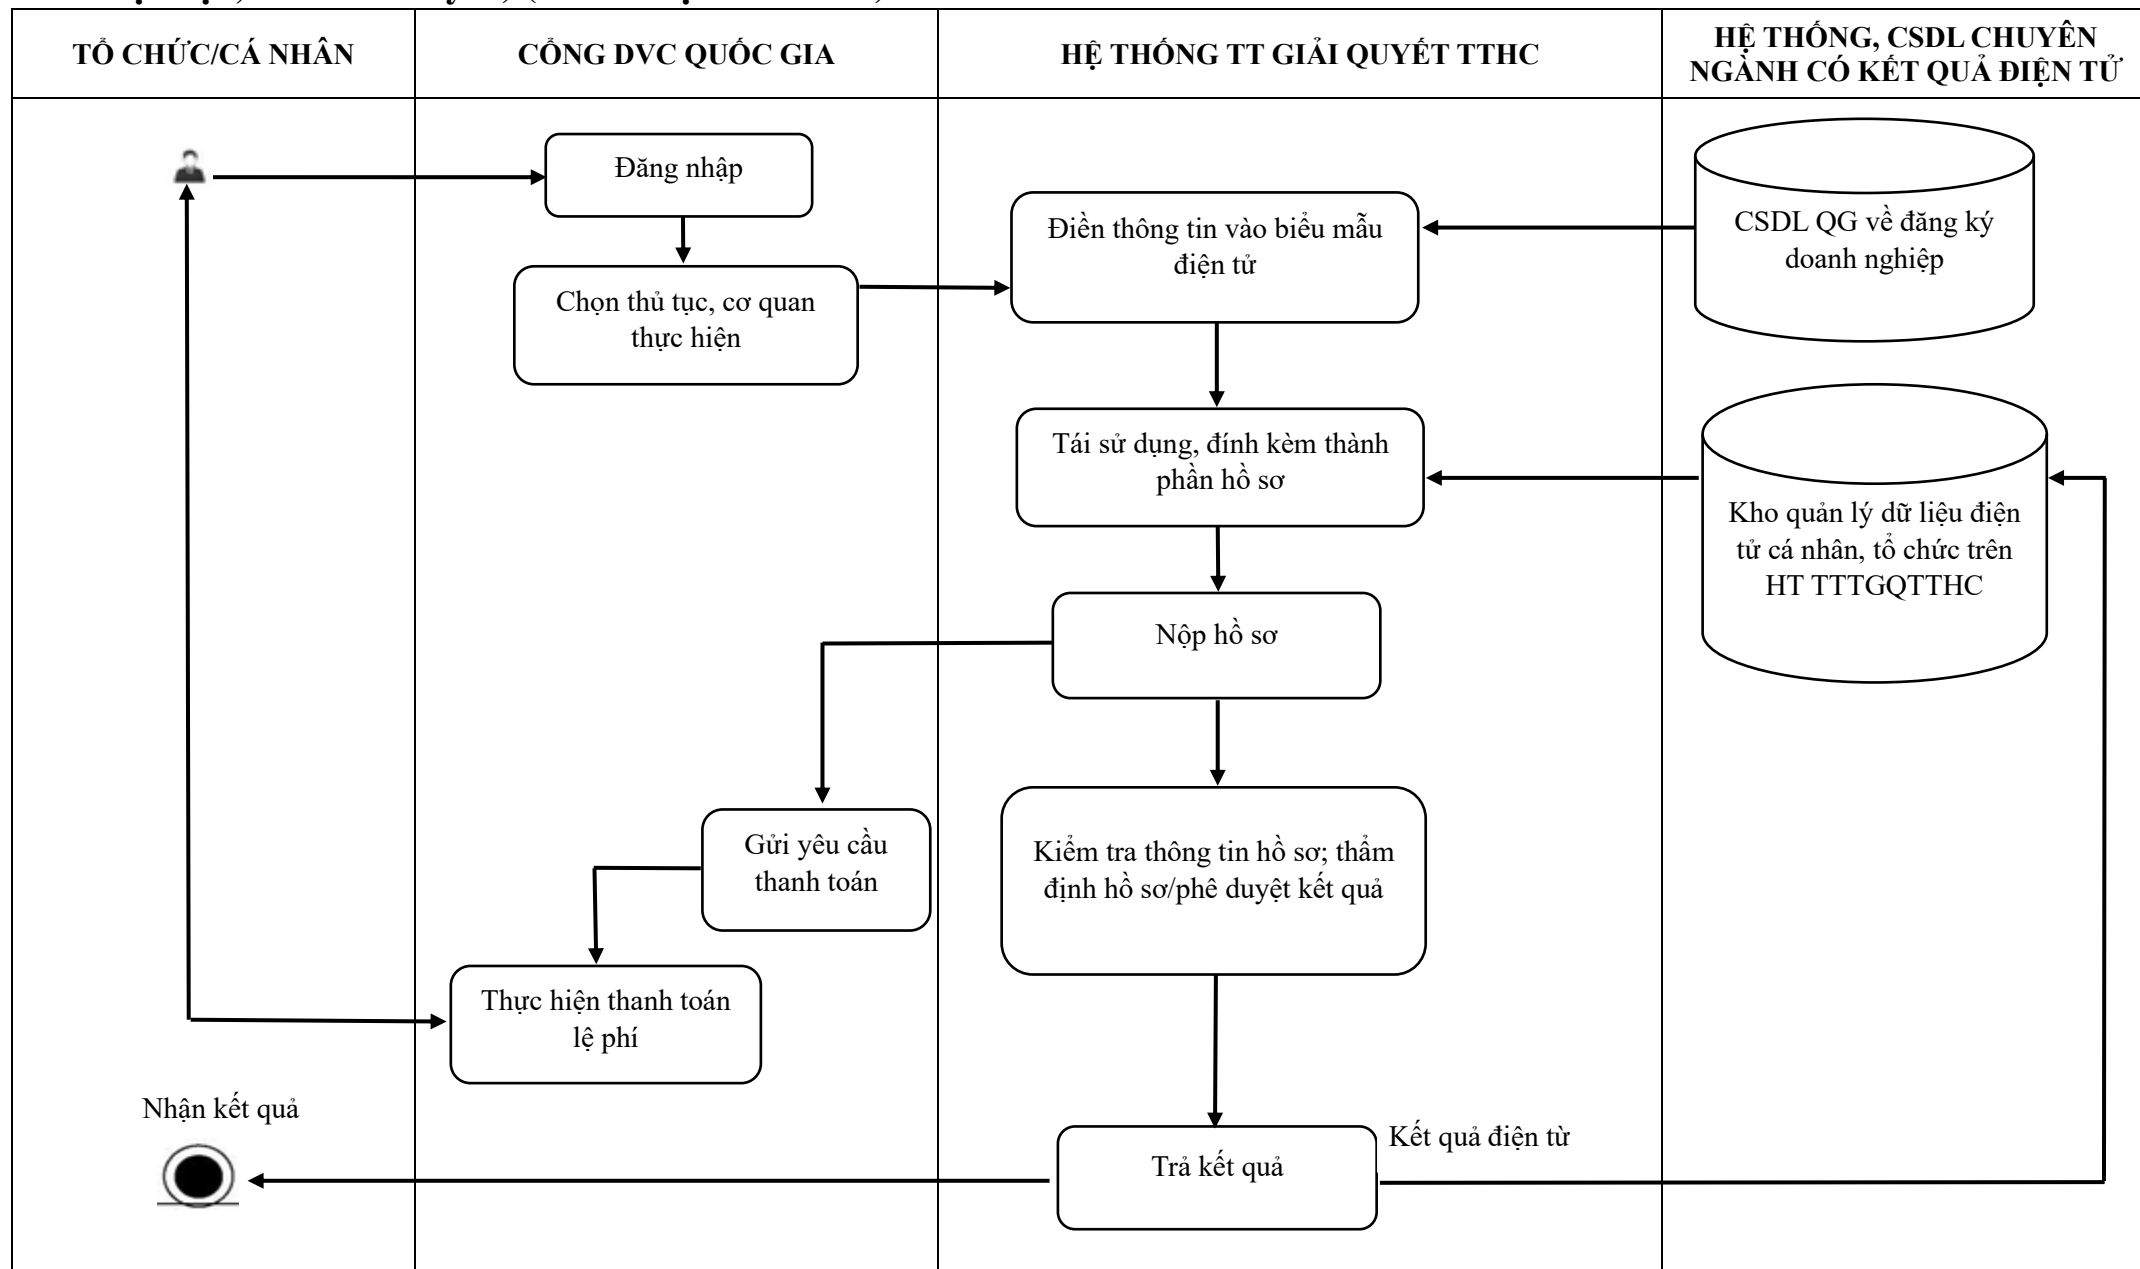 TỔ CHỨC/CÁ NHÂN
CỔNG DVC QUỐC GIA
HỆ THỐNG TT GIẢI QUYẾT TTHC
HỆ THỐNG, CSDL CHUYÊN
NGÀNH CÓ KẾT QUẢ ĐIỆN TỬ
Đăng nhập
Chọn thủ tục, cơ quan
thực hiện
Điền thông tin vào biểu mẫu
điện tử
CSDL QG về đăng ký
doanh nghiệp
Tái sử dụng, đính kèm thành
phần hồ sơ
Kho quản lý dữ liệu điện
tử cá nhân, tổ chức trên
HT TTTGQTTHC
Nộp hồ sơ
Gửi yêu cầu
thanh toán
Kiểm tra thông tin hồ sơ; thẩm
định hồ sơ/phê duyệt kết quả
Thực hiện thanh toán
lệ phí
Nhận kết quả
Trả kết quả
Kết quả điện từ